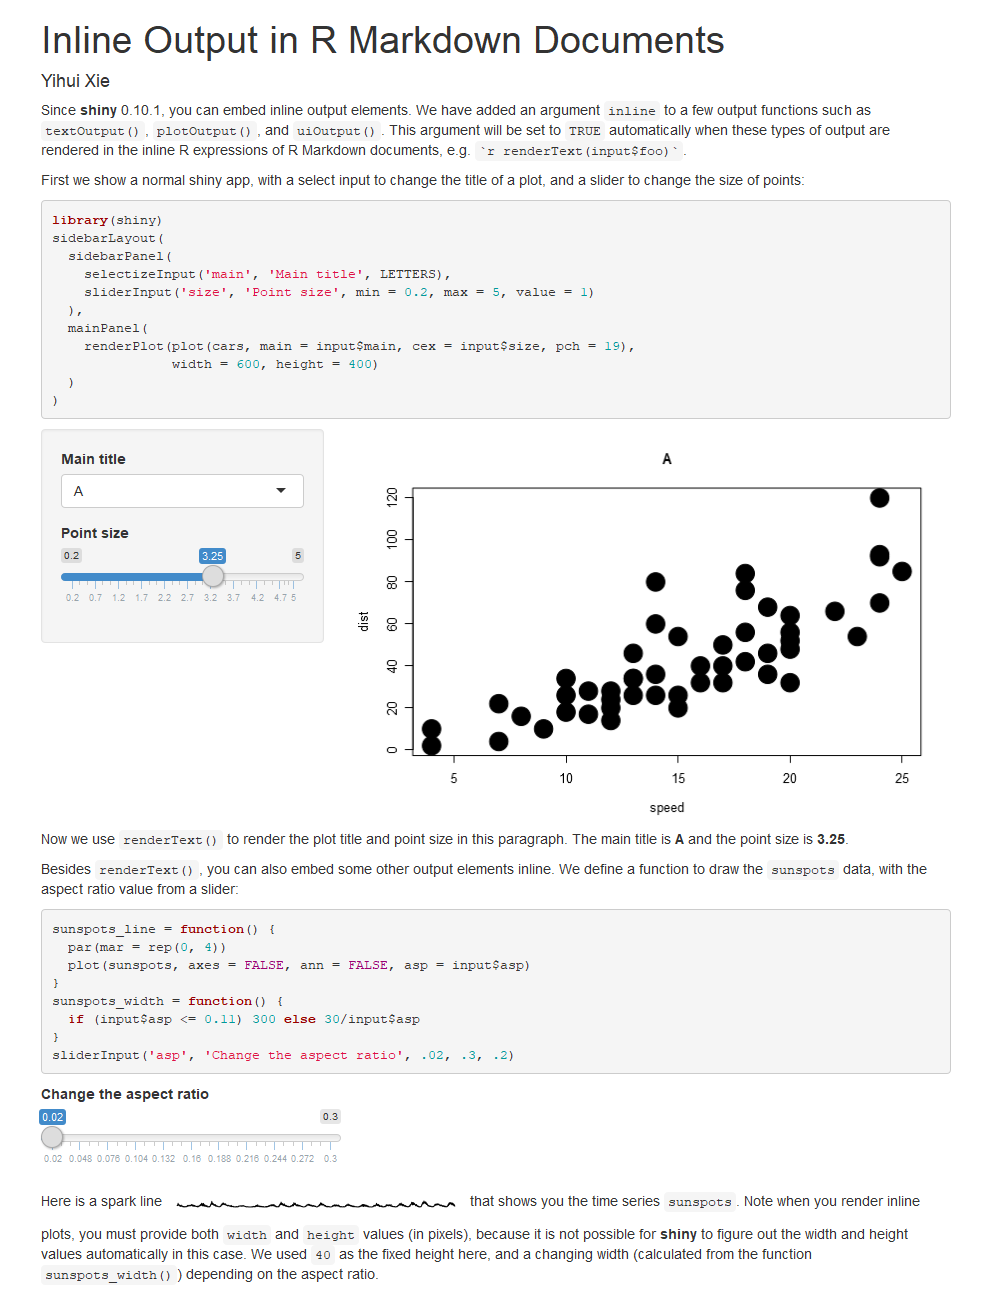 Inline Output in R Markdown Documents
Yihui Xie
Since shiny 0.10.1, you can embed inline output elements. We have added an argument inline to a few output functions such as
textOutput() , plotOutput() , and uiOutput() . This argument will be set to TRUE automatically when these types of output are
rendered in the inline R expressions of R Markdown documents, e.g. `r renderText(input$foo)` .
First we show a normal shiny app, with a select input to change the title of a plot, and a slider to change the size of points:
library(shiny)
sidebarLayout(
  sidebarPanel(
    selectizeInput('main', 'Main title', LETTERS),
    sliderInput('size', 'Point size', min = 0.2, max = 5, value = 1)
  ),
  mainPanel(
    renderPlot(plot(cars, main = input$main, cex = input$size, pch = 19),
               width = 600, height = 400)
  )
)
Main title
A
Point size
0.2 3.25 5
0.2 0.7 1.2 1.7 2.2 2.7 3.2 3.7 4.2 4.7 5
A
dist
0 20 40 60 80 100 120
5 10 15 20 25
speed
Now we use renderText() to render the plot title and point size in this paragraph. The main title is A and the point size is 3.25.
Besides renderText() , you can also embed some other output elements inline. We define a function to draw the sunspots data, with the
aspect ratio value from a slider:
sunspots_line = function() {
  par(mar = rep(0, 4))
  plot(sunspots, axes = FALSE, ann = FALSE, asp = input$asp)
}
sunspots_width = function() {
  if (input$asp <= 0.11) 300 else 30/input$asp
}
sliderInput('asp', 'Change the aspect ratio', .02, .3, .2)
Change the aspect ratio
0.02 0.3
0.02 0.048 0.076 0.104 0.132 0.16 0.188 0.216 0.244 0.272 0.3
Here is a spark line that shows you the time series sunspots . Note when you render inline
plots, you must provide both width and height values (in pixels), because it is not possible for shiny to figure out the width and height
values automatically in this case. We used 40 as the fixed height here, and a changing width (calculated from the function
sunspots_width() ) depending on the aspect ratio.